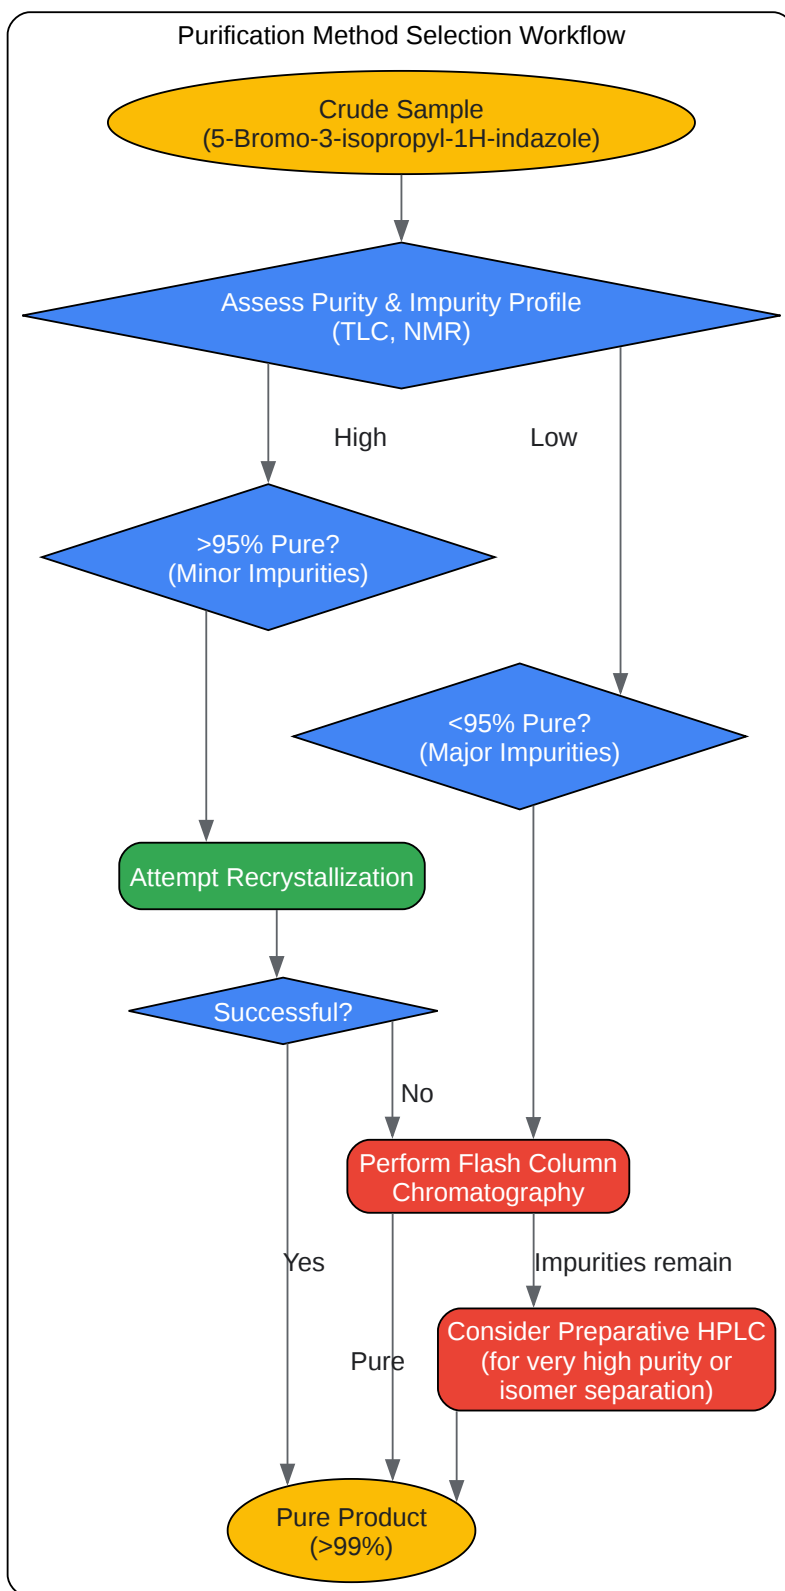 Purification Method Selection Workflow
Crude Sample
(5-Bromo-3-isopropyl-1H-indazole)
Assess Purity & Impurity Profile
(TLC, NMR)
High
Low
>95% Pure?
(Minor Impurities)
<95% Pure?
(Major Impurities)
Attempt Recrystallization
Successful?
No
Perform Flash Column
Chromatography
Yes
Impurities remain
Consider Preparative HPLC
(for very high purity or
isomer separation)
Pure
Pure Product
(>99%)